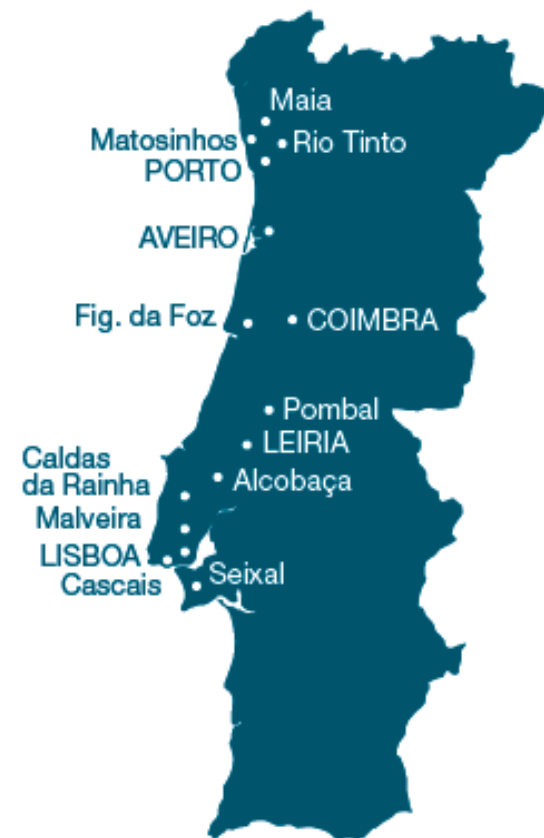 Maia
Matosinhos
Rio Tinto
PORTO
AVEIRO
Fig. da Foz
COIMBRA
Pombal
LEIRIA
Caldas
da Rainha
Alcobaça
Malveira
LISBOA
Cascais
Seixal